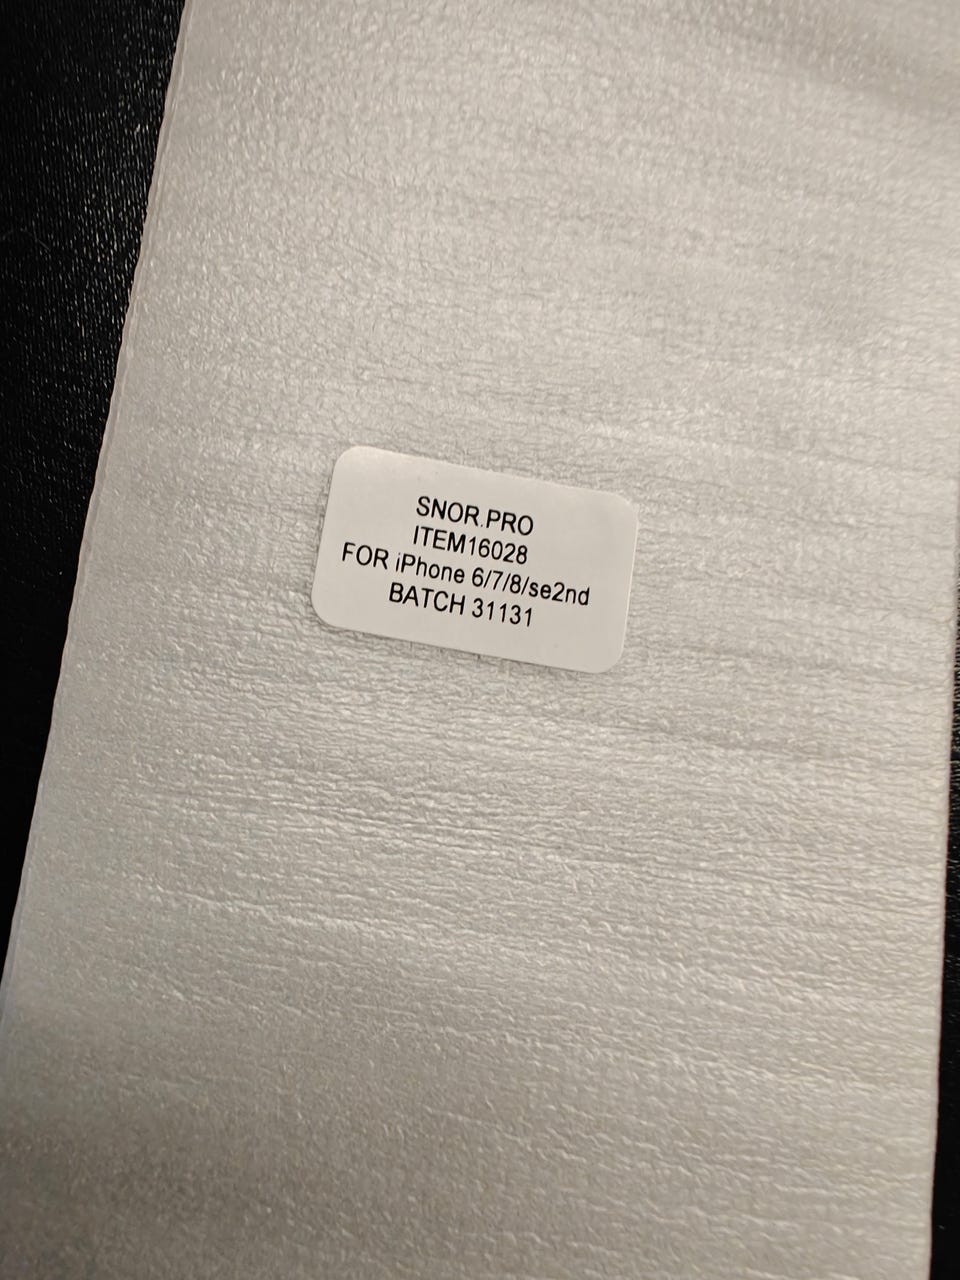 SNOR.PRO
ITEM16028
FOR iPhone 6/7/8/se2nd
BATCH 31131